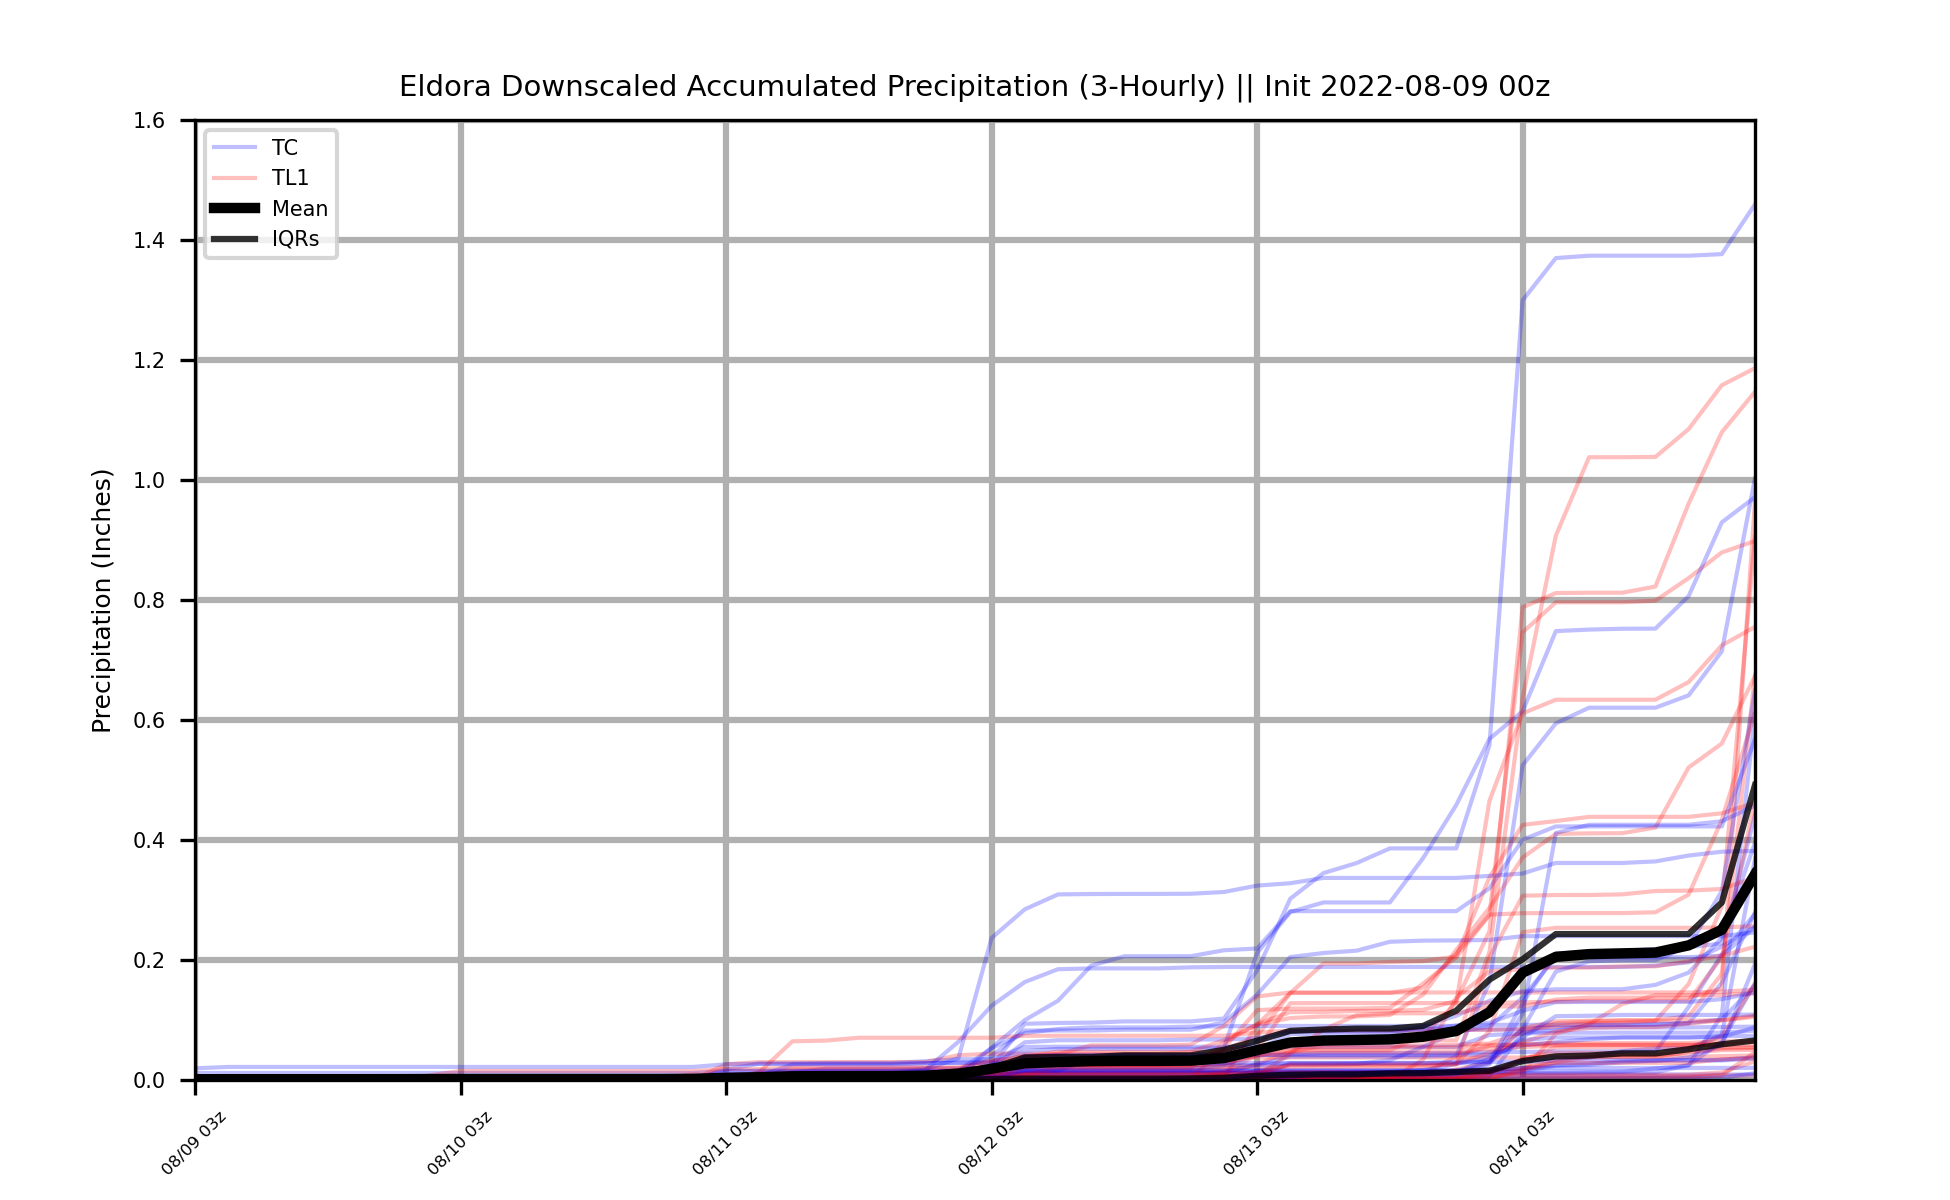 Eldora Downscaled Accumulated Precipitation (3-Hourly) || Init 2022-08-09 00z
TC
TL1
Mean
IQRs
Precipitation (Inches)
1.6
1.4
1.2
1.0
0.8
0.6
0.4
0.2
0.0
08/09 03z
08/10 03z
08/11 03z
08/12 03z
08/13 03z
08/14 03z